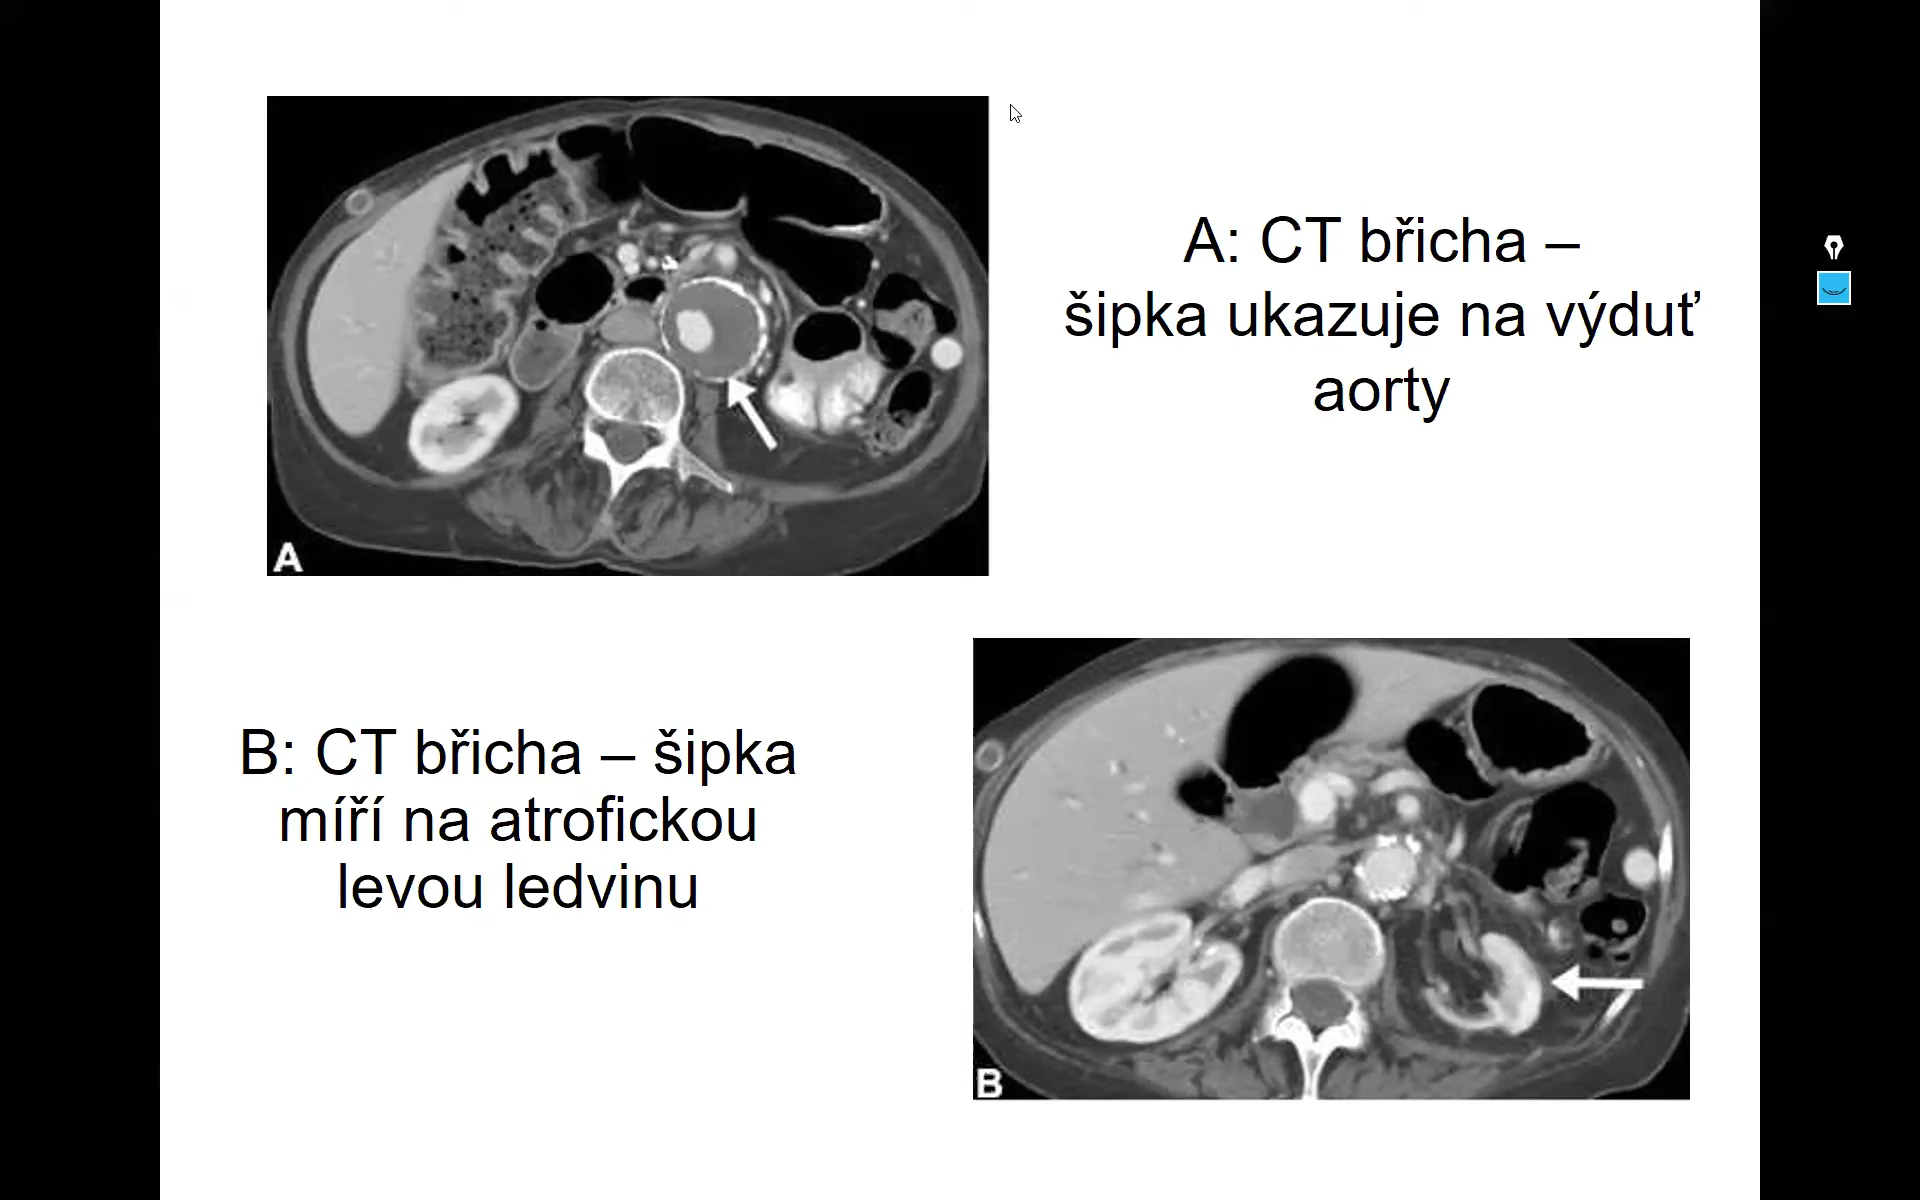 A: CT břicha –
šipka ukazuje na výduť
aorty
A
B: CT břicha – šipka
míří na atrofickou
levou ledvinu
B